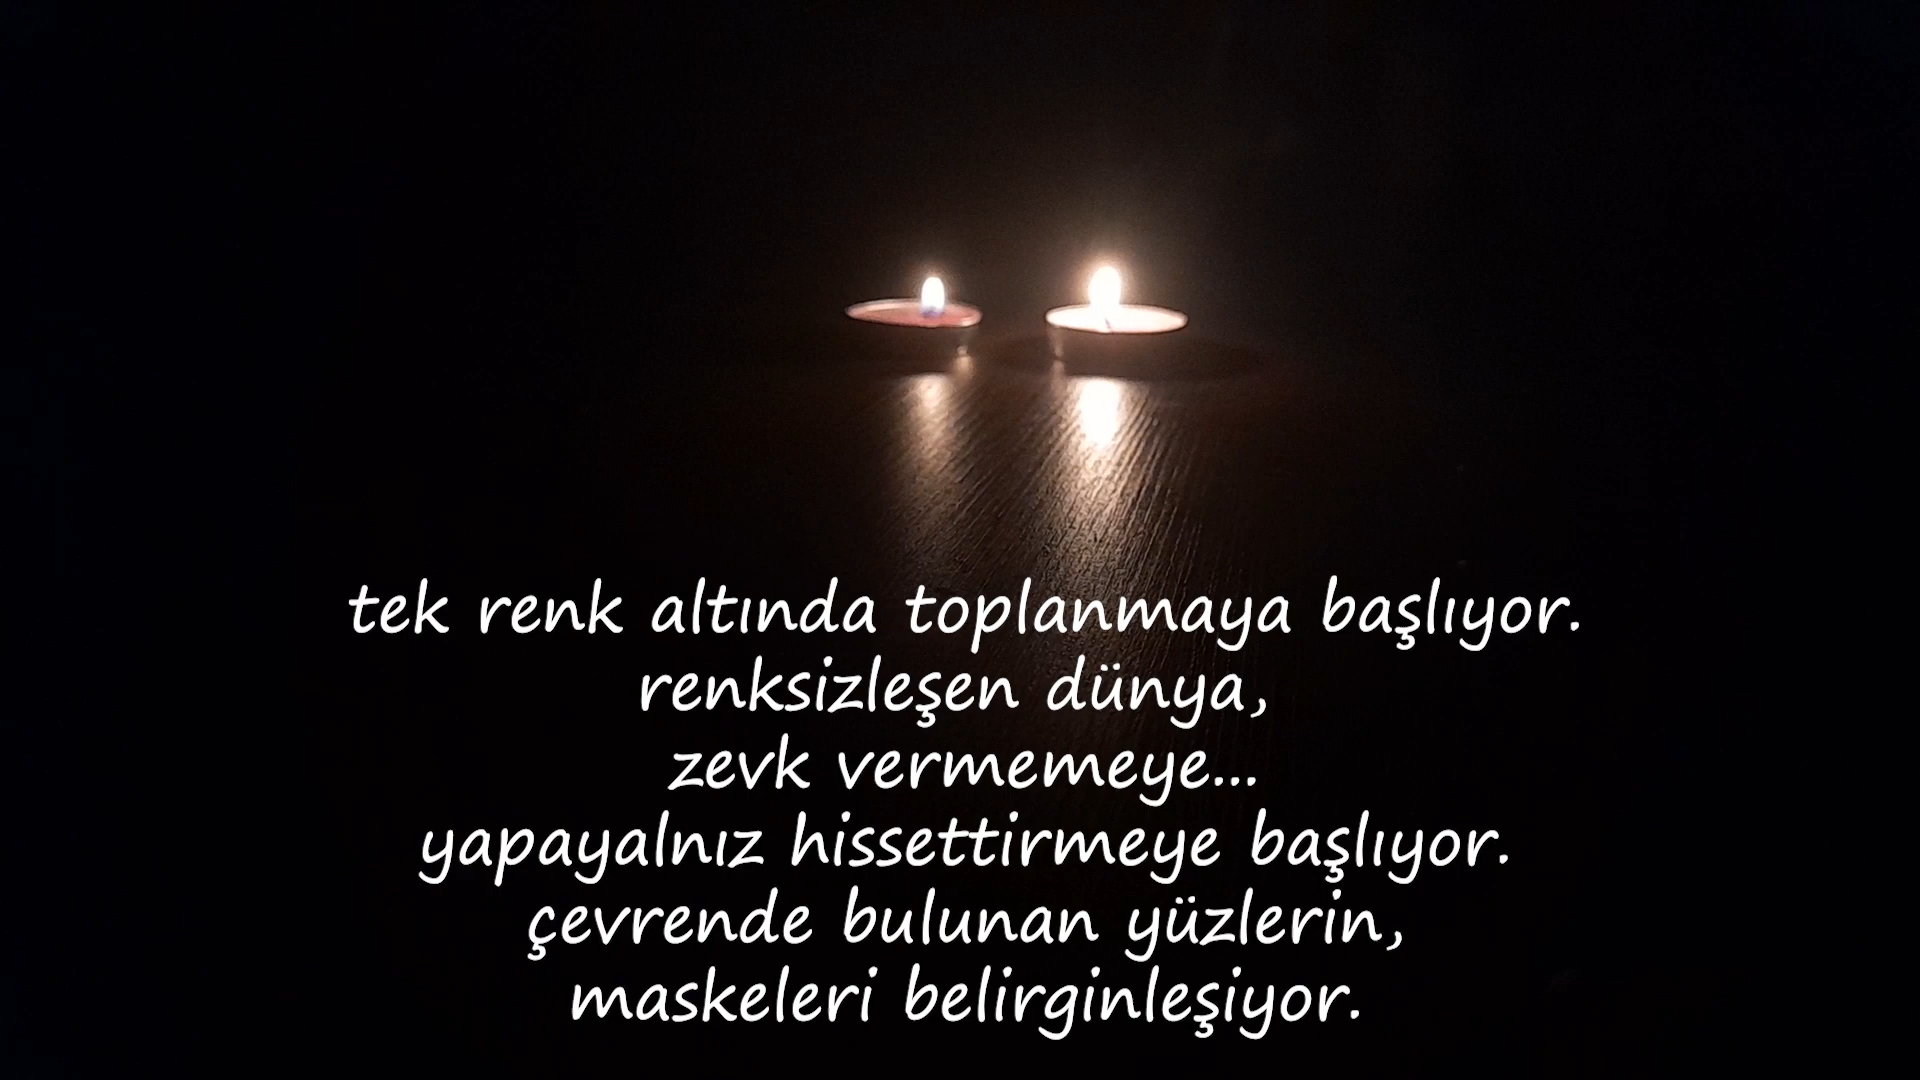 tek renk altında toplanmaya başlıyor.
renksizleşen dünya,
zevk vermemeye...
yapayalnız hissettirmeye başlıyor.
çevrende bulunan yüzlerin,
maskeleri belirginleşiyor.